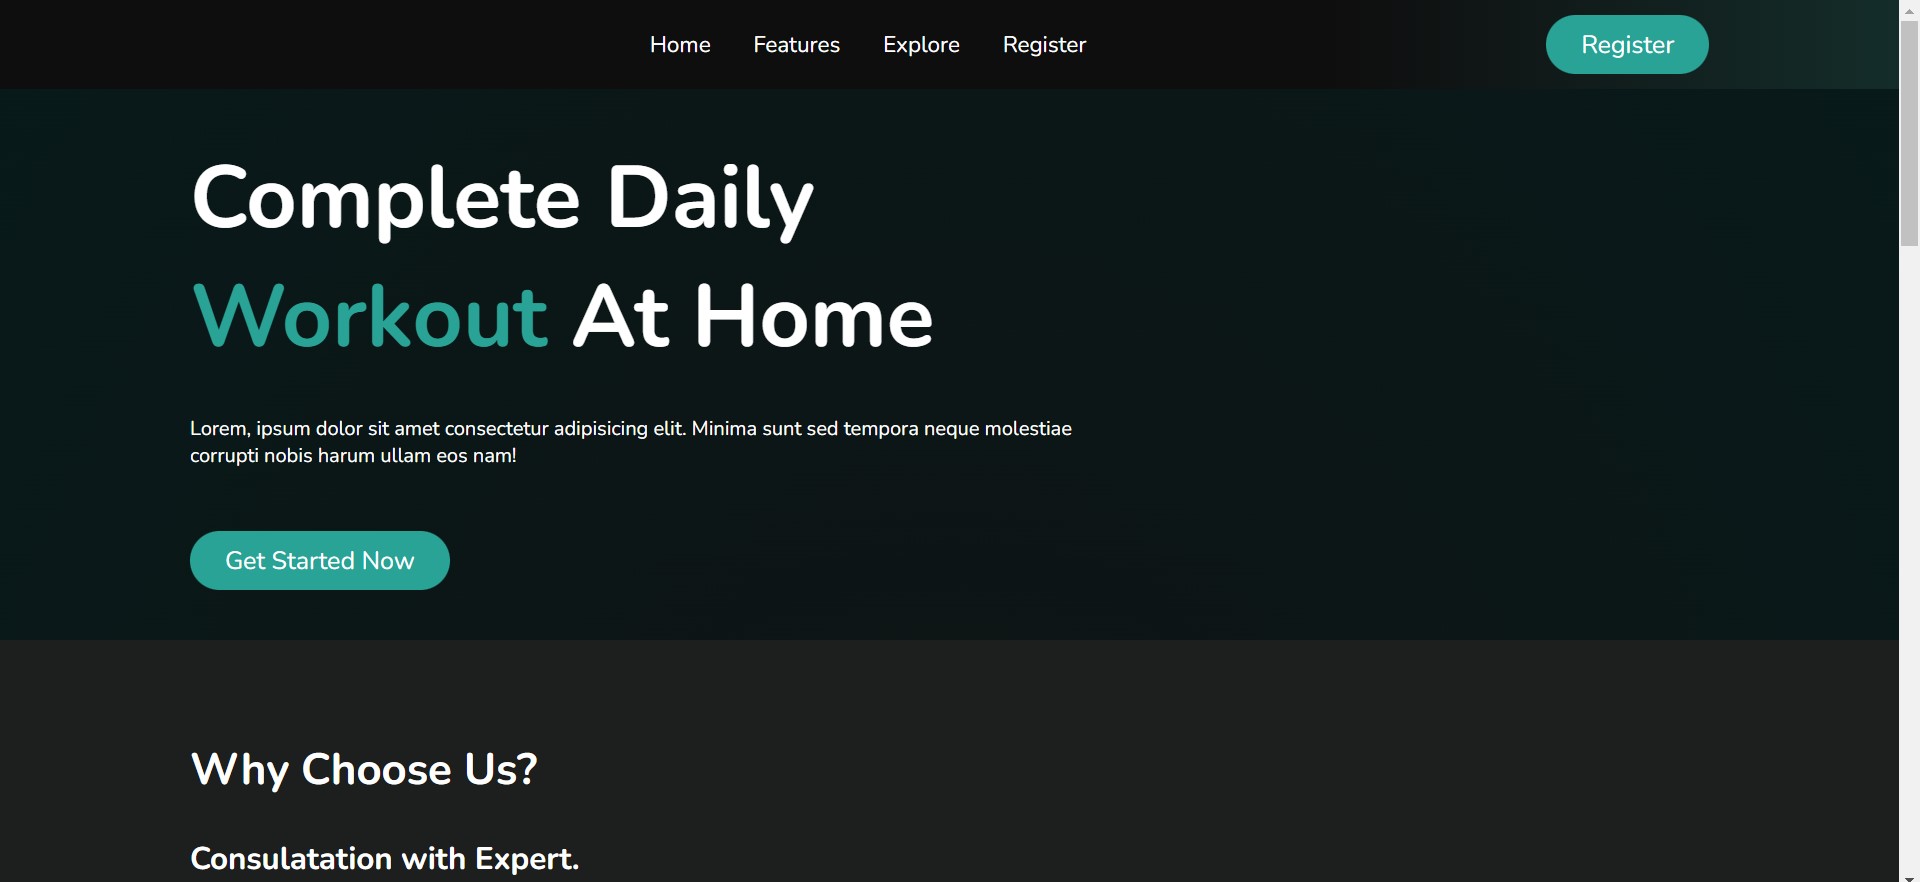 Home Features Explore Register Register
Complete Daily
Workout At Home
Lorem, ipsum dolor sit amet consectetur adipisicing elit. Minima sunt sed tempora neque molestiae
corrupti nobis harum ullam eos nam!
Get Started Now
Why Choose Us?
Consulatation with Expert.